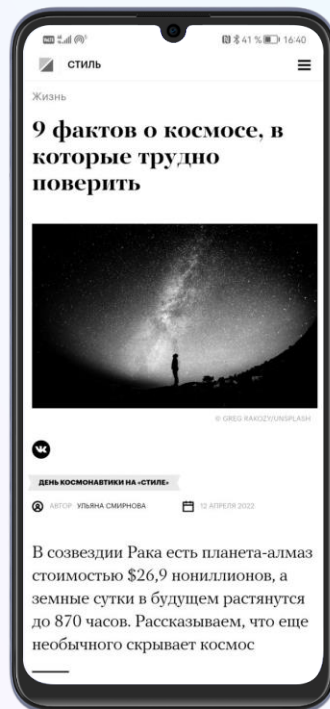 41 % 16:40
СТИЛЬ
Жизнь
9 фактов о космосе, в
которые трудно
поверить
© GREG RAKOZY/UNSPLASH
ДЕНЬ КОСМОНАВТИКИ НА «СТИЛЕ»
АВТОР УЛЬЯНА СМИРНОВА 12 АПРЕЛЯ 2022
В созвездии Рака есть планета-алмаз
стоимостью $26,9 нониллионов, а
земные сутки в будущем растянутся
до 870 часов. Рассказываем, что еще
необычного скрывает космос